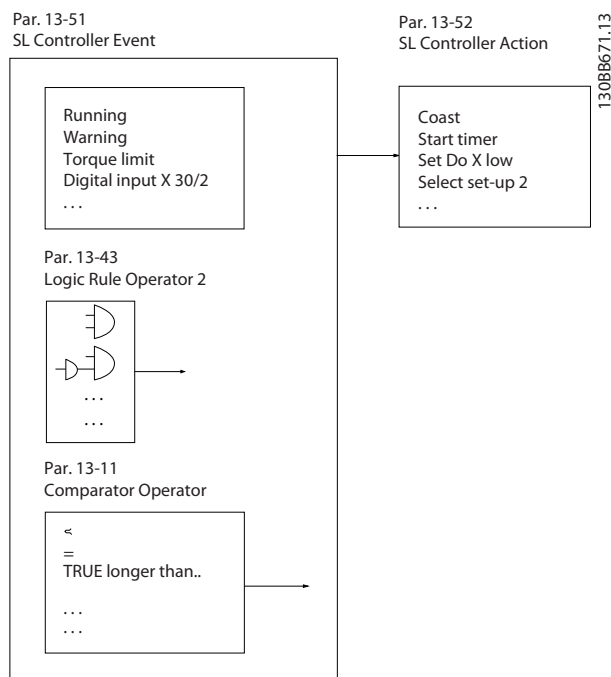 Par. 13-51
SL Controller Event
Par. 13-52
SL Controller Action
130BB671.13
Running
Warning
Torque limit
Digital input X 30/2
. . .
Coast
Start timer
Set Do X low
Select set-up 2
. . .
Par. 13-43
Logic Rule Operator 2
. . .
. . .
Par. 13-11
Comparator Operator
<
=
TRUE longer than..
. . .
. . .